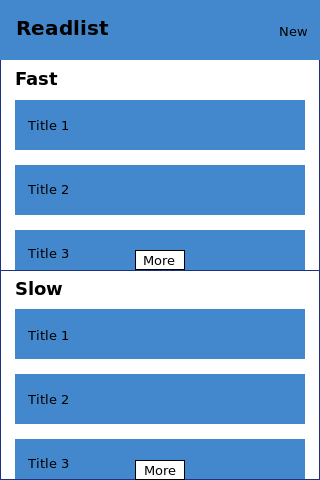 Readlist
New
Fast
Title 1
Title 2
Title 3
More
Slow
Title 1
Title 2
Title 3
More